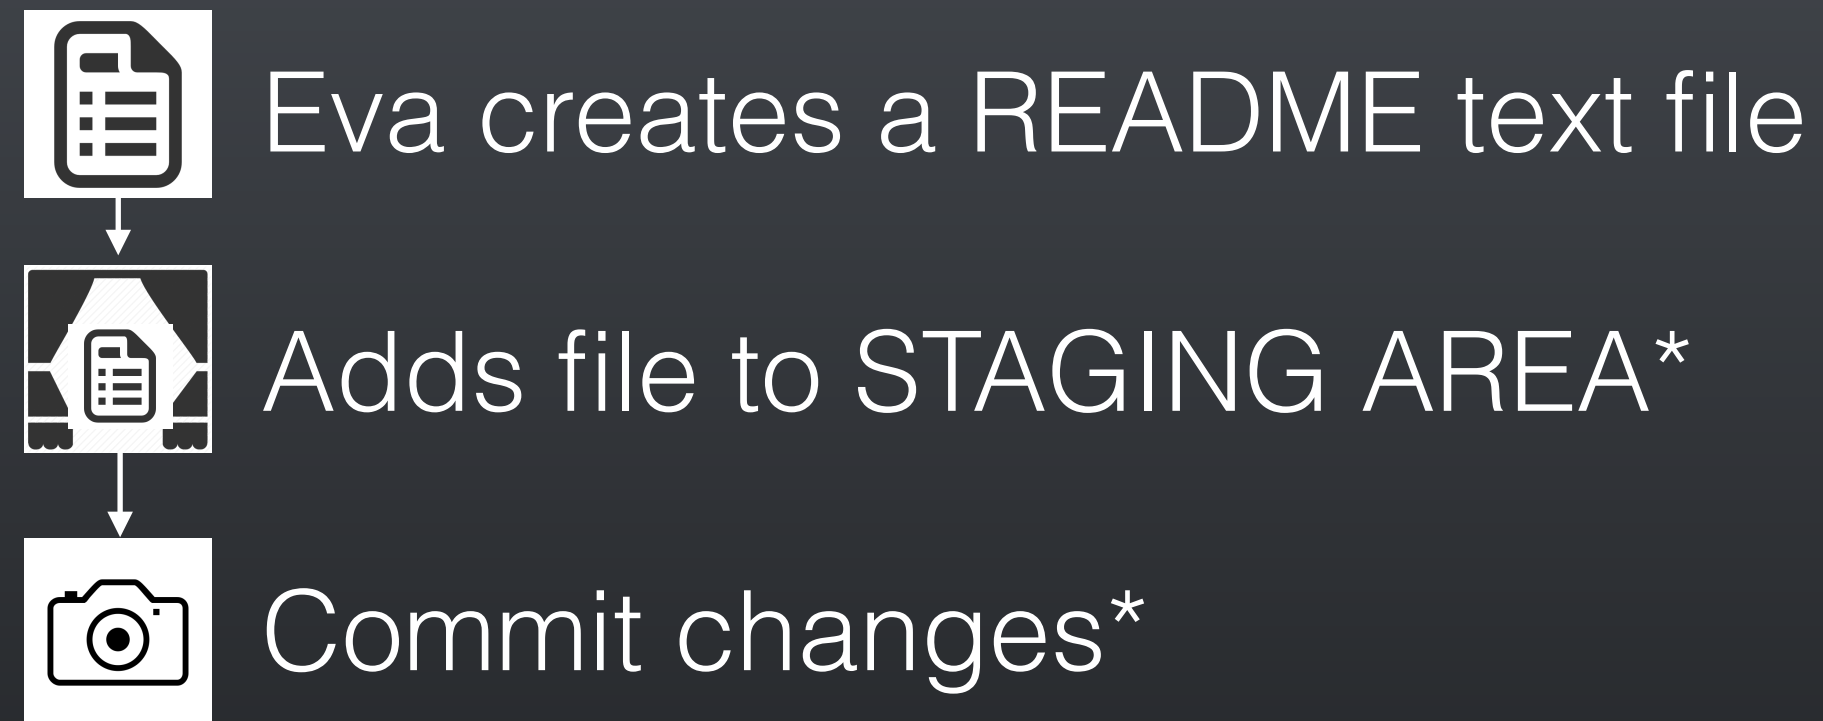 Eva creates a README text file
Adds file to STAGING AREA*
Commit changes*